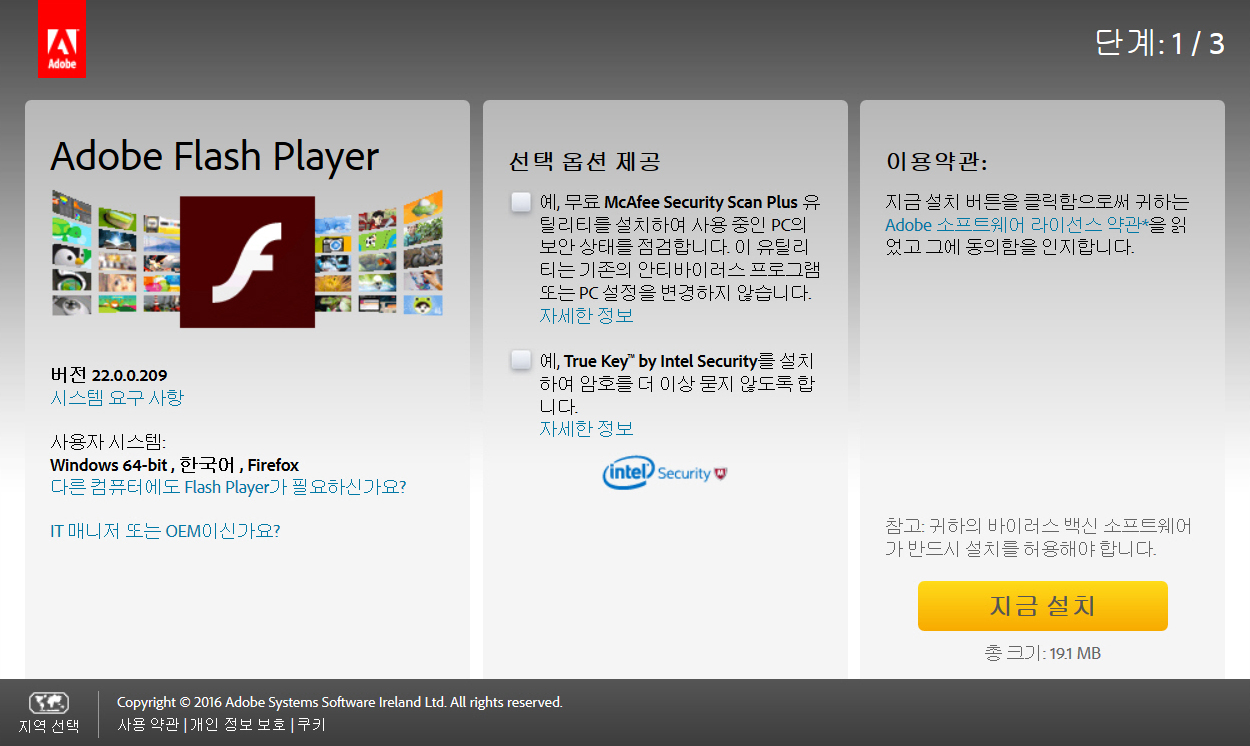 Adobe
단계: 1 / 3
Adobe Flash Player
버전 22.0.0.209
시스템 요구 사항
사용자 시스템:
Windows 64-bit , 한국어 , Firefox
다른 컴퓨터에도 Flash Player가 필요하신가요?
IT 매니저 또는 OEM이신가요?
선택 옵션 제공
예, 무료 McAfee Security Scan Plus 유
틸리티를 설치하여 사용 중인 PC의
보안 상태를 점검합니다. 이 유틸리
티는 기존의 안티바이러스 프로그램
또는 PC 설정을 변경하지 않습니다.
자세한 정보
예, True Key™ by Intel Security를 설치
하여 암호를 더 이상 묻지 않도록 합
니다.
자세한 정보
intel Security
이용약관:
지금 설치 버튼을 클릭함으로써 귀하는
Adobe 소프트웨어 라이선스 약관*을 읽
었고 그에 동의함을 인지합니다.
참고: 귀하의 바이러스 백신 소프트웨어
가 반드시 설치를 허용해야 합니다.
지금 설치
총 크기: 19.1 MB
지역 선택
Copyright © 2016 Adobe Systems Software Ireland Ltd. All rights reserved.
사용 약관 | 개인 정보 보호 | 쿠키